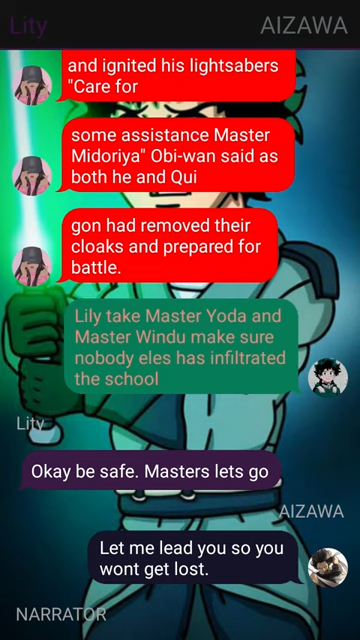 Lity
AIZAWA
and ignited his lightsabers
"Care for
some assistance Master
Midoriya" Obi-wan said as
both he and Qui
gon had removed their
cloaks and prepared for
battle.
Lily take Master Yoda and
Master Windu make sure
nobody eles has infiltrated
the school
Lity
Okay be safe. Masters lets go
AIZAWA
Let me lead you so you
wont get lost.
NARRATOR